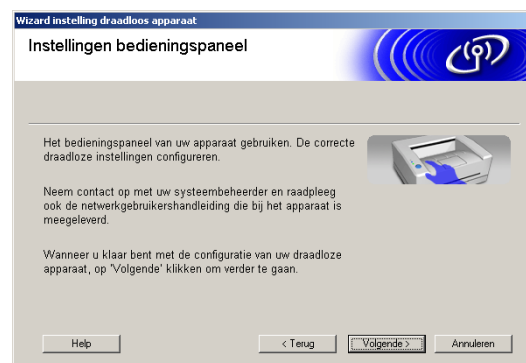 Wizard instelling draadloos apparaat
Instellingen bedieningspaneel
Het bedieningspaneel van uw apparaat gebruiken. De correcte
draadloze instellingen configureren.
Neem contact op met uw systeembeheerder en raadpleeg
ook de netwerkgebruikershandleiding die bij het apparaat is
meegeleverd.
Wanneer u klaar bent met de configuratie van uw draadloze
apparaat, op 'Volgende' klikken om verder te gaan.
Help
< Terug
Volgende >
Annuleren